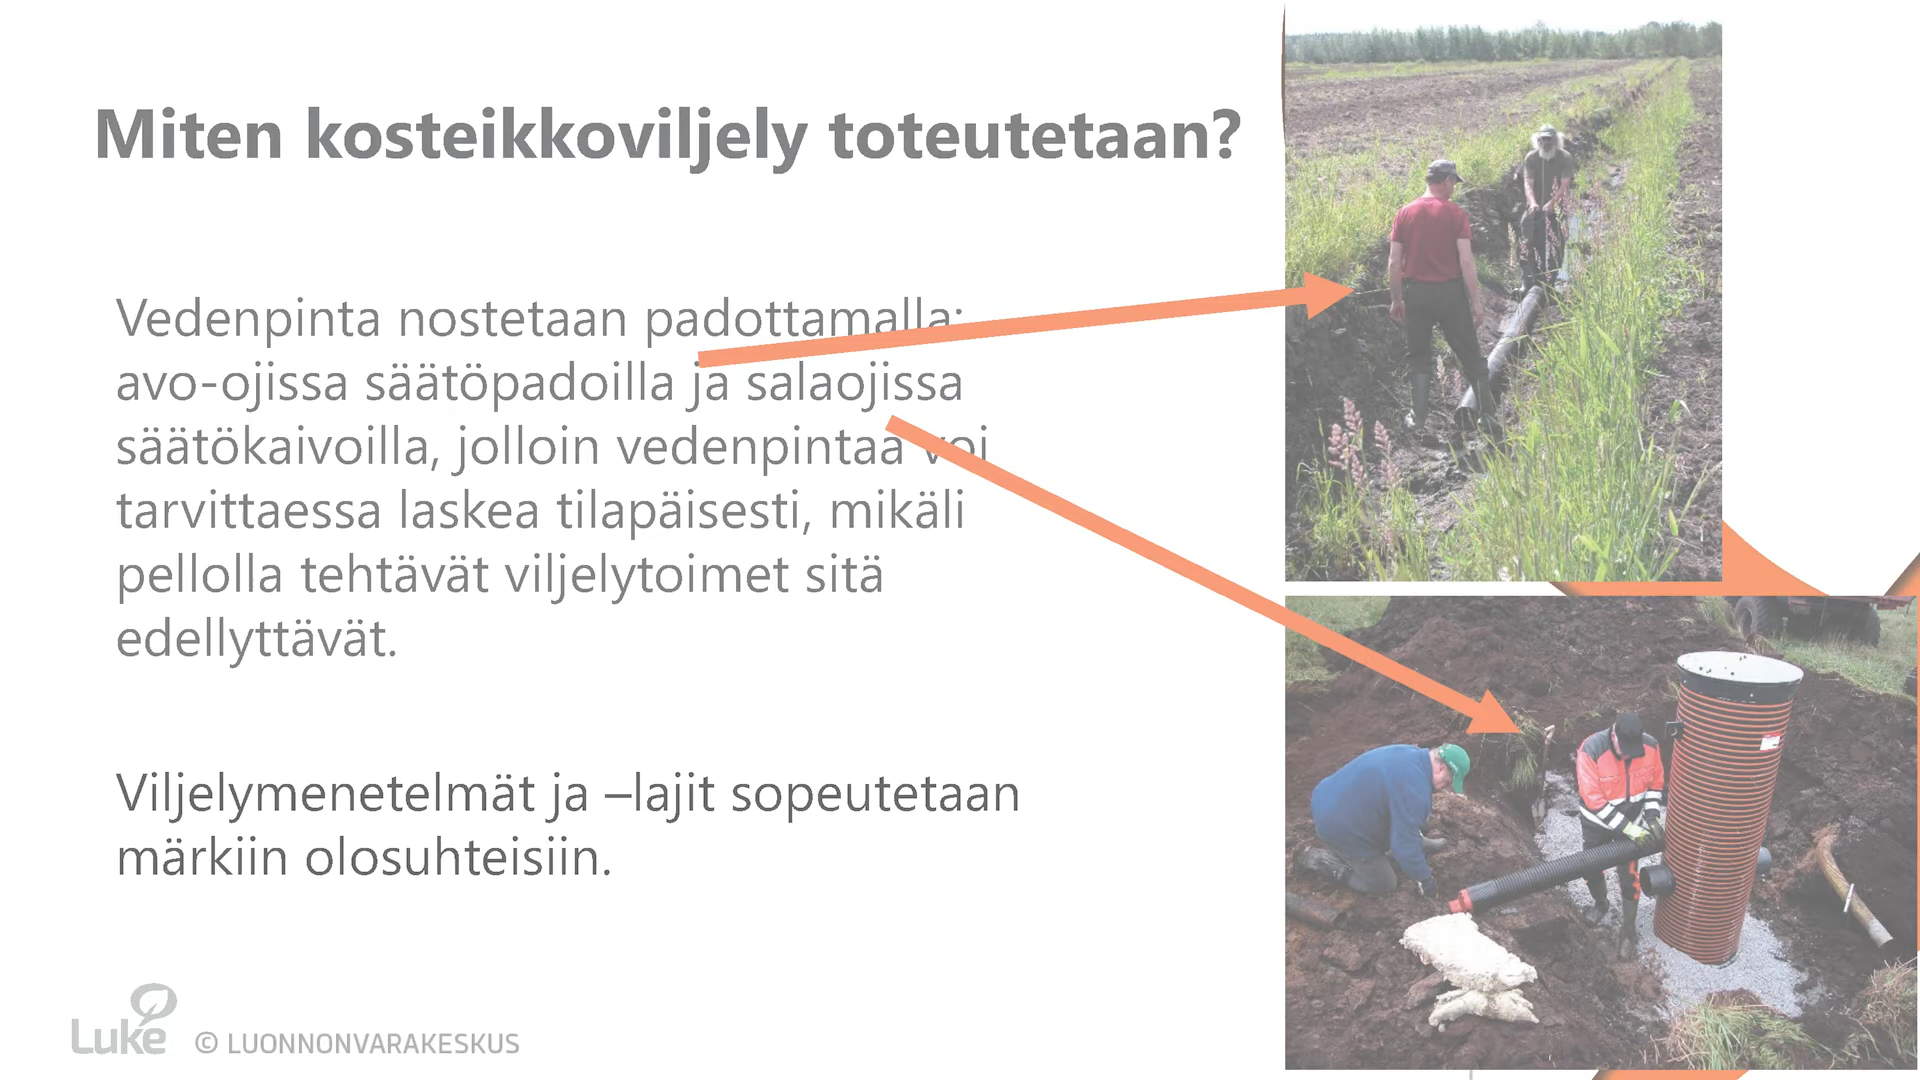 Miten kosteikkoviljely toteutetaan?
Vedenpinta nostetaan padottamalla:
avo-ojissa säätöpadoilla ja salaojissa
säätökaivoilla, jolloin vedenpintaa voi
tarvittaessa laskea tilapäisesti, mikäli
pellolla tehtävät viljelytoimet sitä
edellyttävät.
Viljelymenetelmät ja –lajit sopeutetaan
märkiin olosuhteisiin.
Luke © LUONNONVARAKESKUS